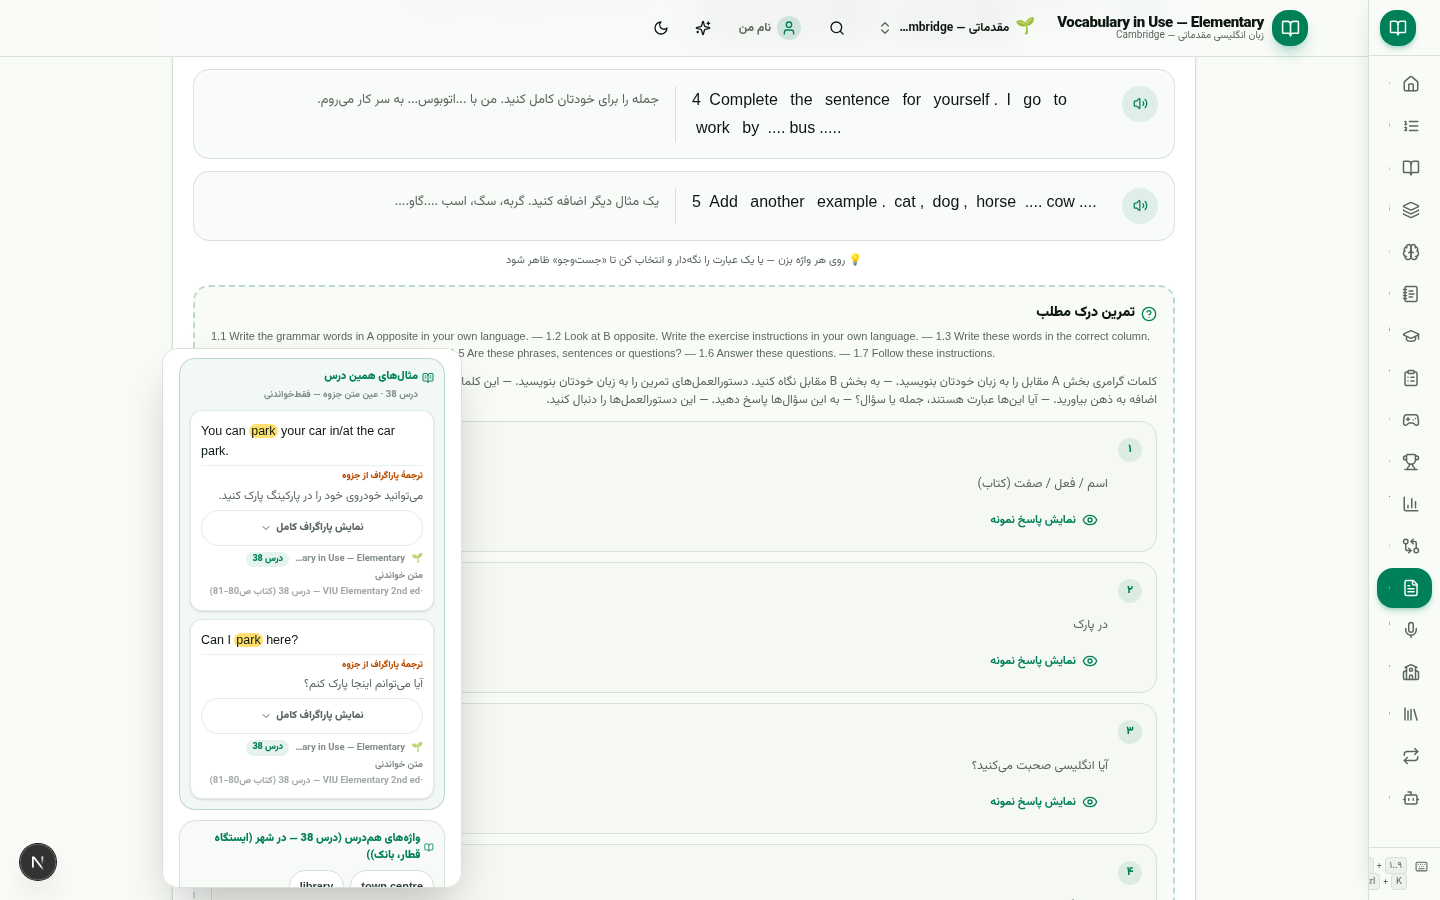 Vocabulary in Use — Elementary
زبان انگلیسی مقدماتی — Cambridge
مقدماتی — mbridge...
نام من
4 Complete the sentence for yourself . I go to
work by .... bus .....
جمله را برای خودتان کامل کنید. من با ...اتوبوس... به سر کار می‌روم.
5 Add another example . cat , dog , horse .... cow ....
یک مثال دیگر اضافه کنید. گربه، سگ، اسب ....گاو....
💡 روی هر واژه بزن — یا یک عبارت را نگه‌دار و انتخاب کن تا «جست‌وجو» ظاهر شود
تمرین درک مطلب
1.1 Write the grammar words in A opposite in your own language. — 1.2 Look at B opposite. Write the exercise instructions in your own language. — 1.3 Write these words in the correct column.
5 Are these phrases, sentences or questions? — 1.6 Answer these questions. — 1.7 Follow these instructions.
کلمات گرامری بخش A مقابل را به زبان خودتان بنویسید. — به بخش B مقابل نگاه کنید. دستورالعمل‌های تمرین را به زبان خودتان بنویسید. — این کلما
اضافه به ذهن بیاورید. — آیا این‌ها عبارت هستند، جمله یا سؤال؟ — به این سؤال‌ها پاسخ دهید. — این دستورالعمل‌ها را دنبال کنید.
۱
اسم / فعل / صفت (کتاب)
نمایش پاسخ نمونه
۲
در پارک
نمایش پاسخ نمونه
۳
آیا انگلیسی صحبت می‌کنید؟
نمایش پاسخ نمونه
۴
مثال‌های همین درس
درس 38 · عین متن جزوه — فقط‌خواندنی
You can park your car in/at the car
park.
ترجمهٔ پاراگراف از جزوه
می‌توانید خودروی خود را در پارکینگ پارک کنید.
نمایش پاراگراف کامل
...ary in Use — Elementary درس 38
متن خواندنی
·VIU Elementary 2nd ed — درس 38 (کتاب ص80–81)
Can I park here?
ترجمهٔ پاراگراف از جزوه
آیا می‌توانم اینجا پارک کنم؟
نمایش پاراگراف کامل
...ary in Use — Elementary درس 38
متن خواندنی
·VIU Elementary 2nd ed — درس 38 (کتاب ص80–81)
واژه‌های هم‌درس (درس 38 — در شهر (ایستگاه
قطار، بانک))
town centre library
N
+ ۱..۹
trl + K